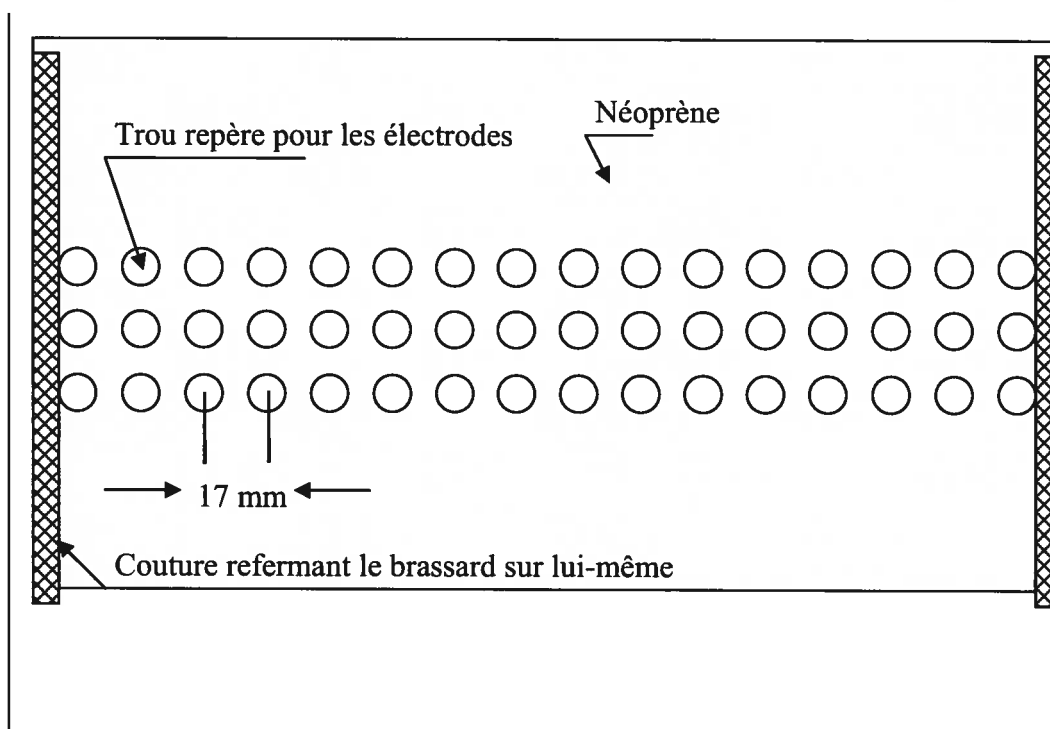 Néoprène
Trou repère pour les électrodes
17 mm
Couture refermant le brassard sur lui-même